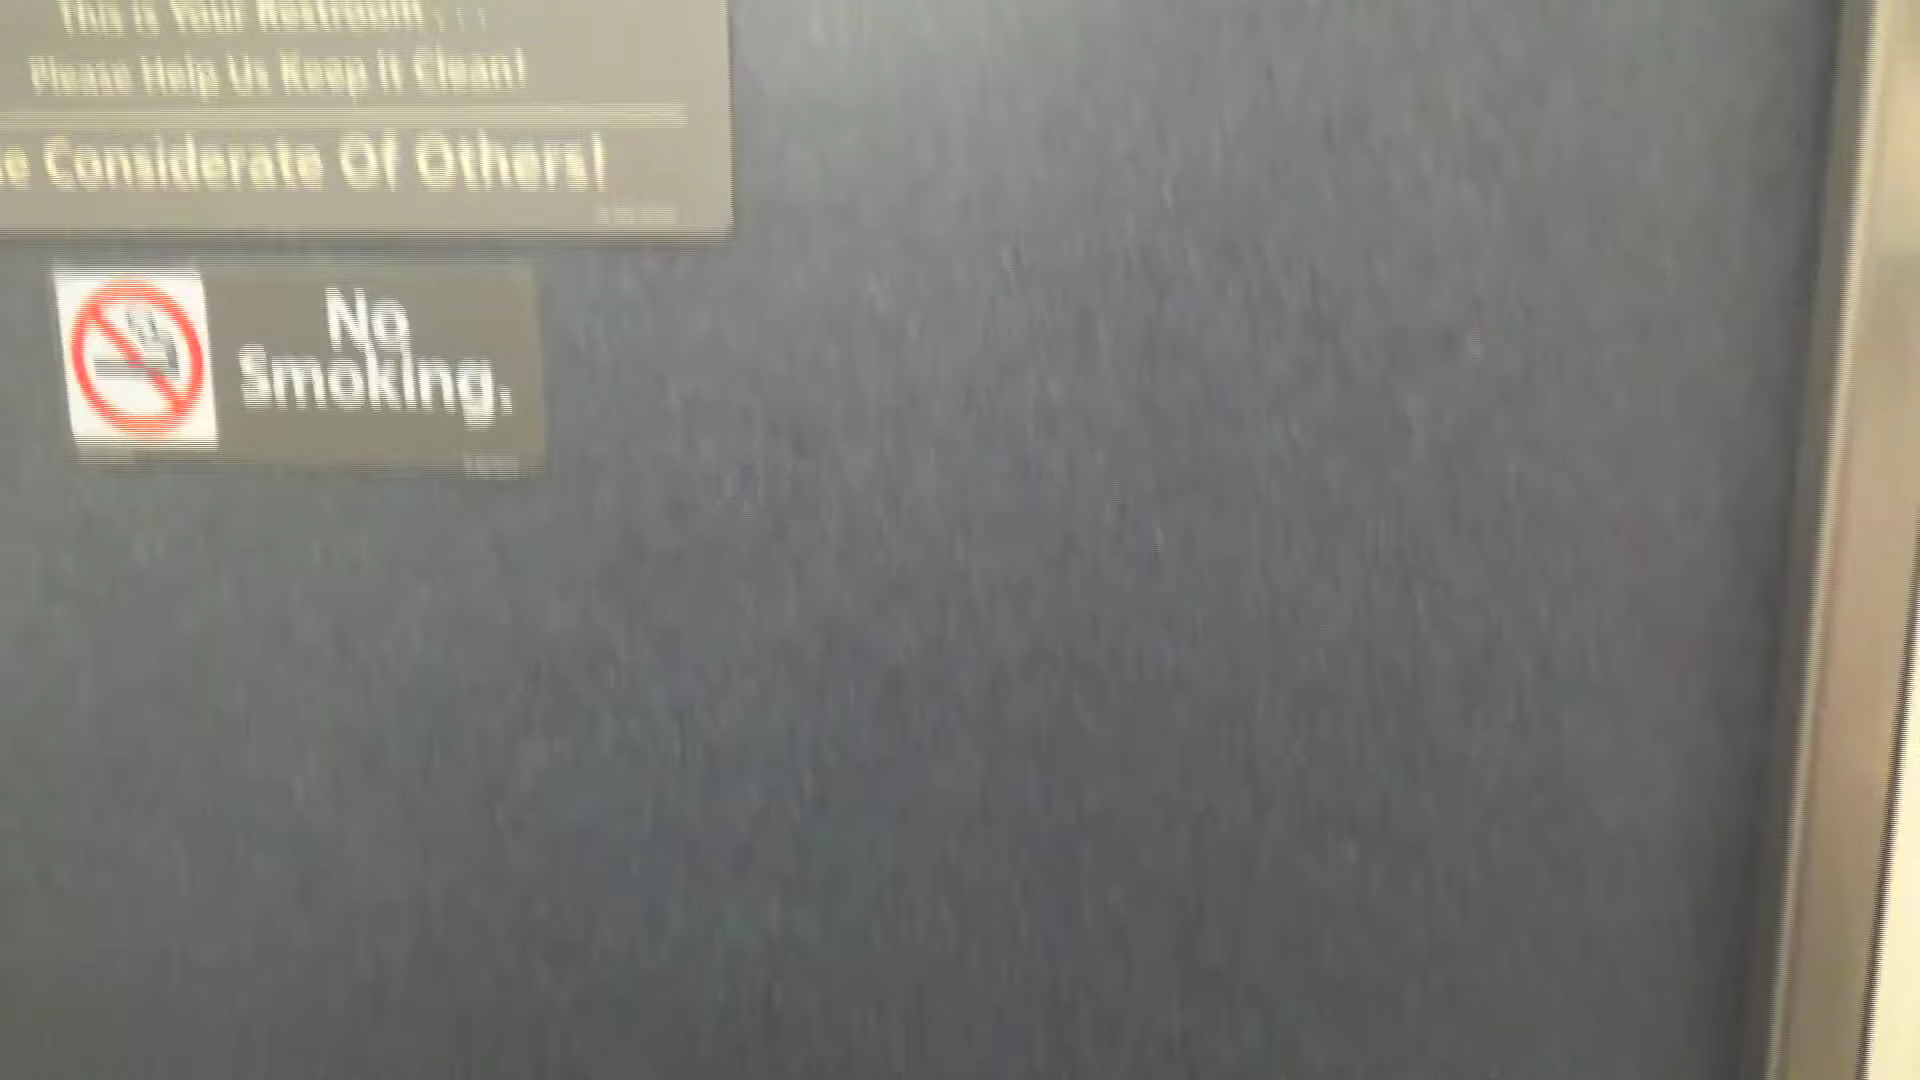 This is Your Restroom . . .
Please Help Us Keep It Clean!
e Considerate Of Others!
No
Smoking.